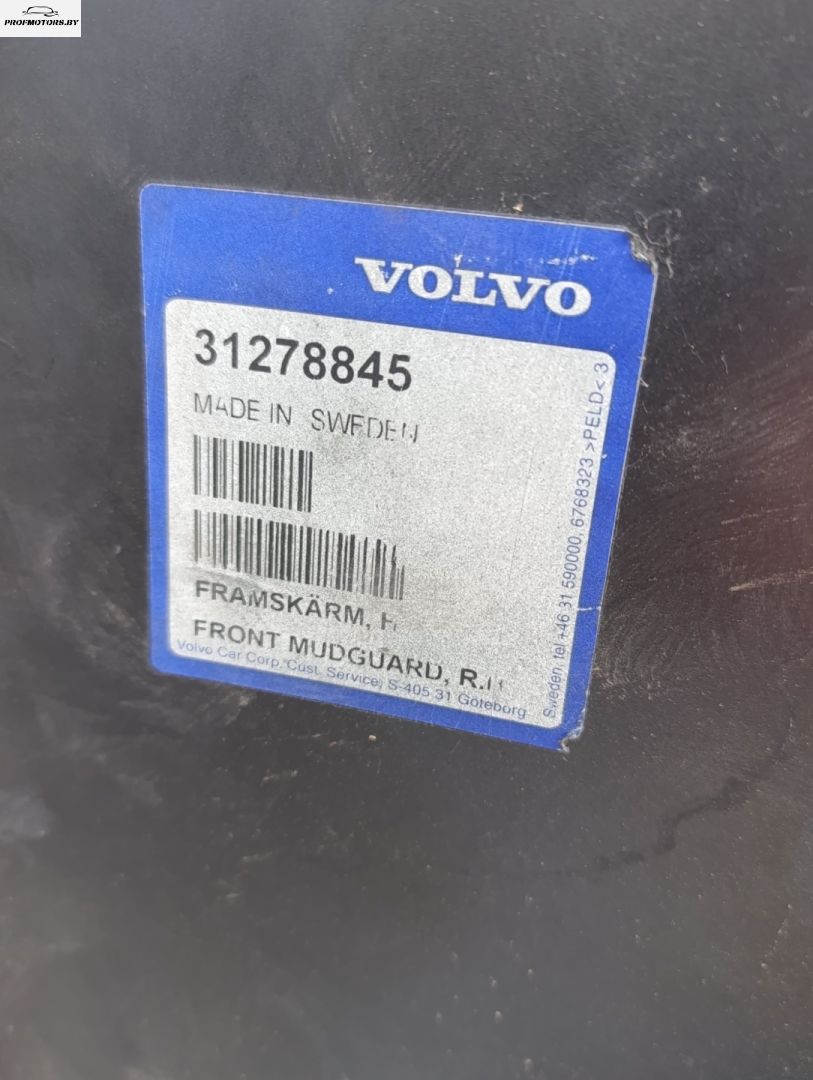 PROFMOTORS.BY
VOLVO
31278845
MADE IN SWEDEN
FRAMSKÄRM,
FRONT MUDGUARD,
Volvo Car Corp. Cust. Service, S-405 31 Göteborg
Sweden. tel +46 31 590000, 6768323 >PELD< 3